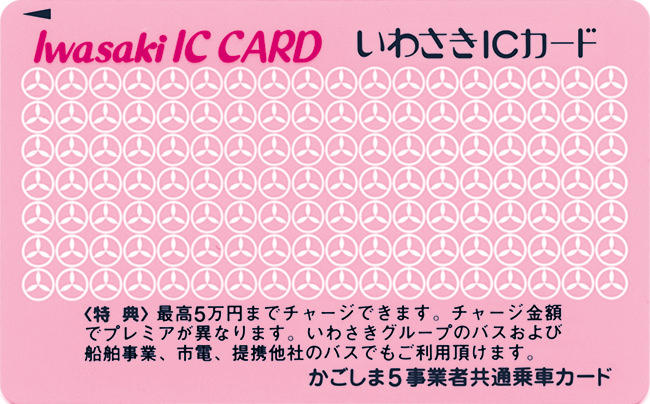 Iwasaki IC CARD いわさきICカード
〈特 典〉最高5万円までチャージできます。チャージ金額
でプレミアが異なります。いわさきグループのバスおよび
船舶事業、市電、提携他社のバスでもご利用頂けます。
かごしま5事業者共通乗車カード